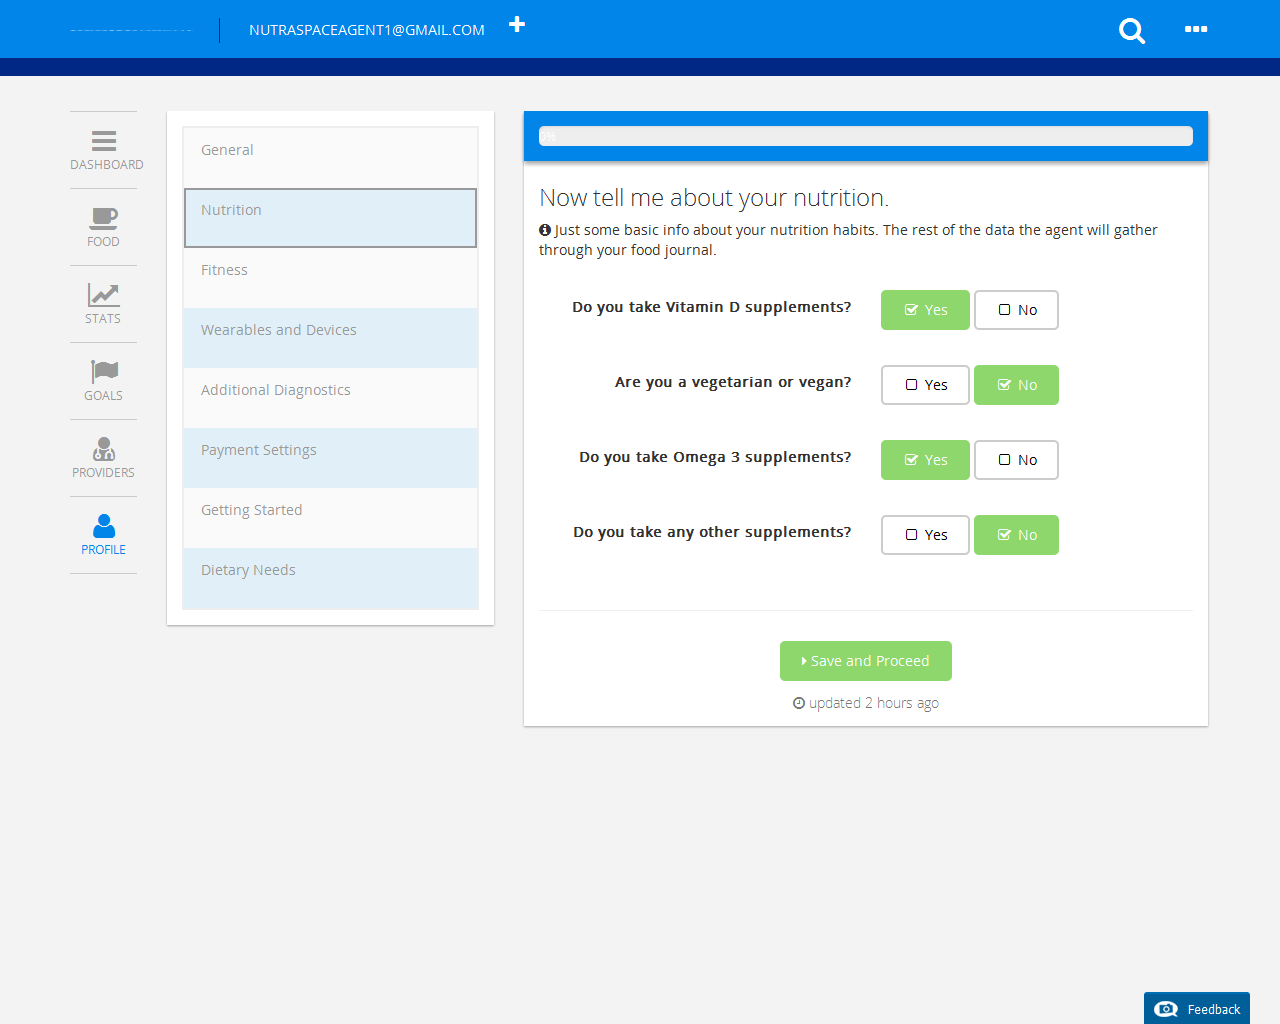 NUTRASPACEAGENT1@GMAIL.COM
DASHBOARD
FOOD
STATS
GOALS
PROVIDERS
PROFILE
General
Nutrition
Fitness
Wearables and Devices
Additional Diagnostics
Payment Settings
Getting Started
Dietary Needs
0%
Now tell me about your nutrition.
Just some basic info about your nutrition habits. The rest of the data the agent will gather
through your food journal.
Do you take Vitamin D supplements? Yes No
Are you a vegetarian or vegan? Yes No
Do you take Omega 3 supplements? Yes No
Do you take any other supplements? Yes No
Save and Proceed
updated 2 hours ago
Feedback